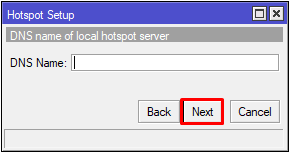 Hotspot Setup
DNS name of local hotspot server
DNS Name:
Back Next Cancel